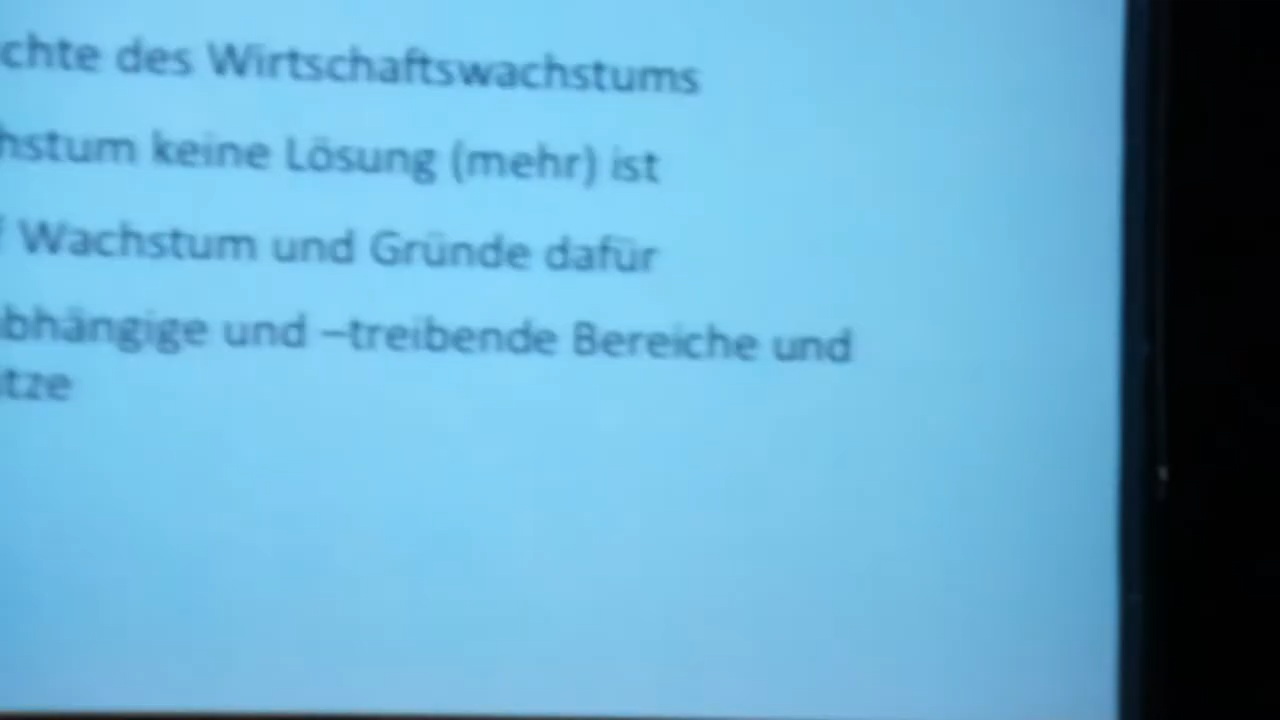 chte des Wirtschaftswachstums
hstum keine Lösung (mehr) ist
Wachstum und Gründe dafür
bhängige und –treibende Bereiche und
tze